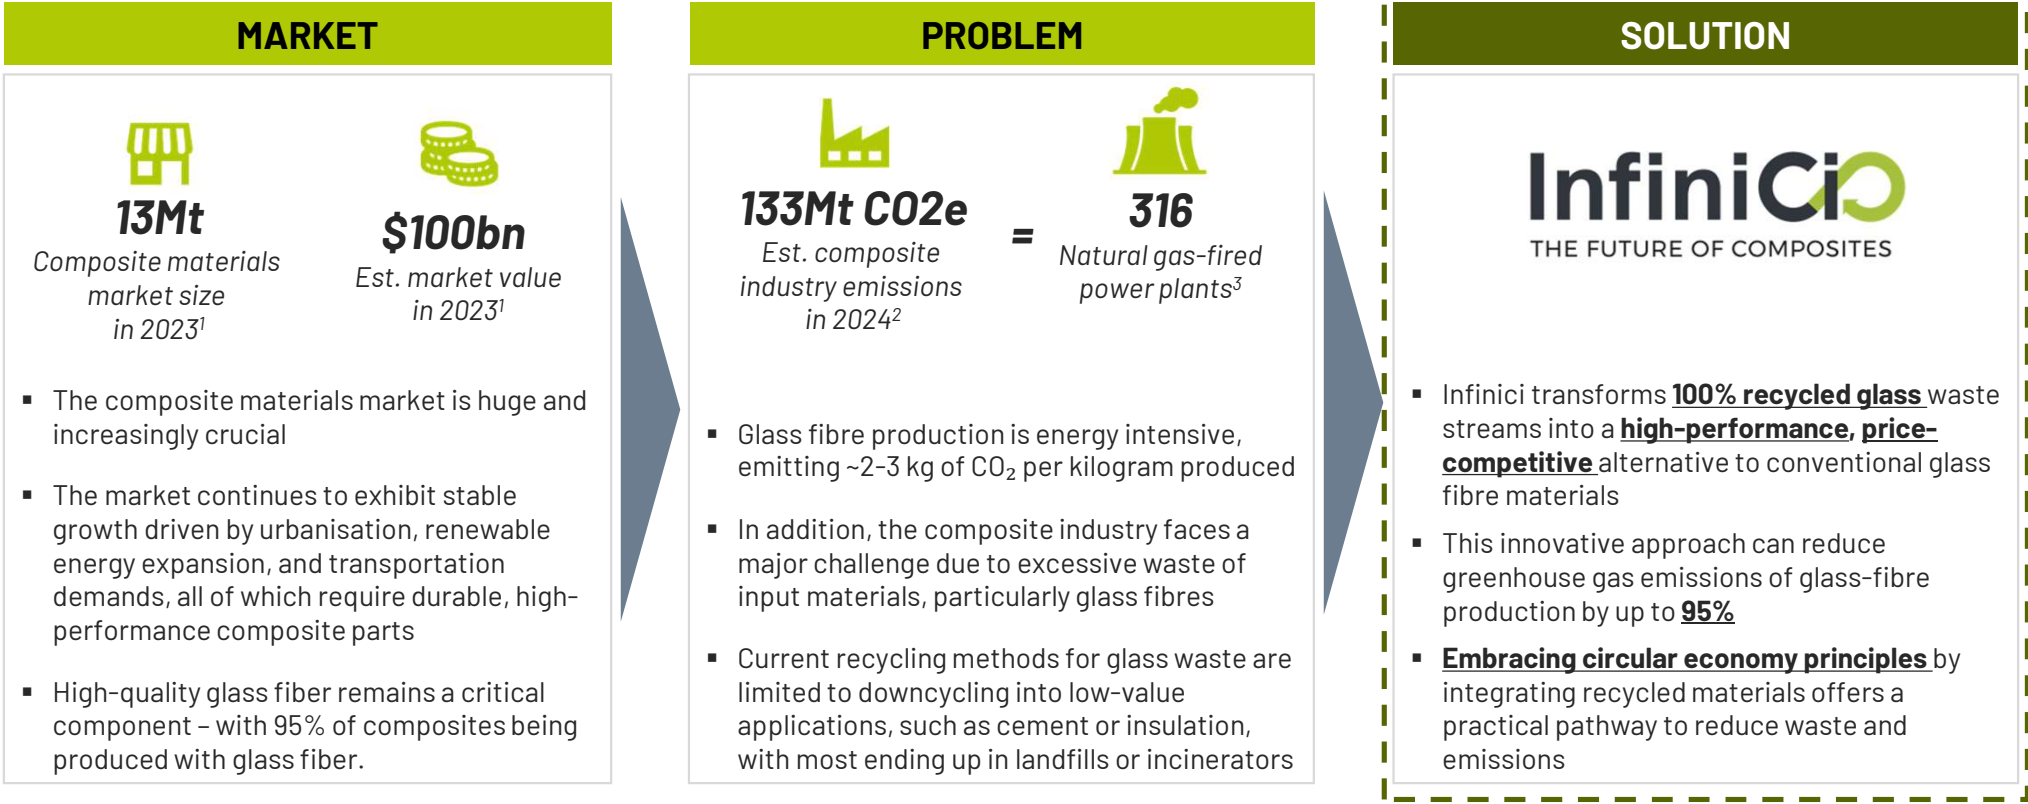 MARKET
13Mt
Composite materials
market size
in 2023¹
$100bn
Est. market value
in 2023¹
▪ The composite materials market is huge and
increasingly crucial
▪ The market continues to exhibit stable
growth driven by urbanisation, renewable
energy expansion, and transportation
demands, all of which require durable, high-
performance composite parts
▪ High-quality glass fiber remains a critical
component – with 95% of composites being
produced with glass fiber.
PROBLEM
133Mt CO2e
Est. composite
industry emissions
in 2024²
=
316
Natural gas-fired
power plants³
▪ Glass fibre production is energy intensive,
emitting ~2-3 kg of CO₂ per kilogram produced
▪ In addition, the composite industry faces a
major challenge due to excessive waste of
input materials, particularly glass fibres
▪ Current recycling methods for glass waste are
limited to downcycling into low-value
applications, such as cement or insulation,
with most ending up in landfills or incinerators
SOLUTION
InfiniCi
THE FUTURE OF COMPOSITES
▪ Infinici transforms 100% recycled glass waste
streams into a high-performance, price-
competitive alternative to conventional glass
fibre materials
▪ This innovative approach can reduce
greenhouse gas emissions of glass-fibre
production by up to 95%
▪ Embracing circular economy principles by
integrating recycled materials offers a
practical pathway to reduce waste and
emissions